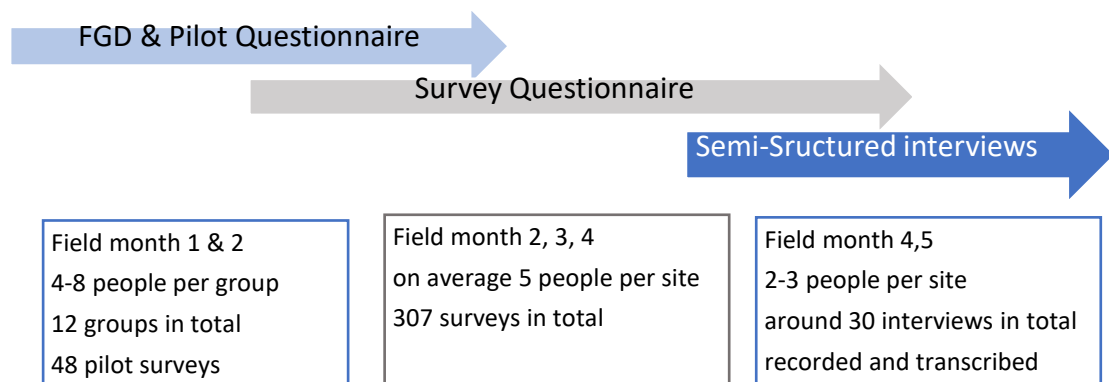 FGD & Pilot Questionnaire
Survey Questionnaire
Semi-Sructured interviews
Field month 1 & 2
4-8 people per group
12 groups in total
48 pilot surveys
Field month 2, 3, 4
on average 5 people per site
307 surveys in total
Field month 4,5
2-3 people per site
around 30 interviews in total
recorded and transcribed